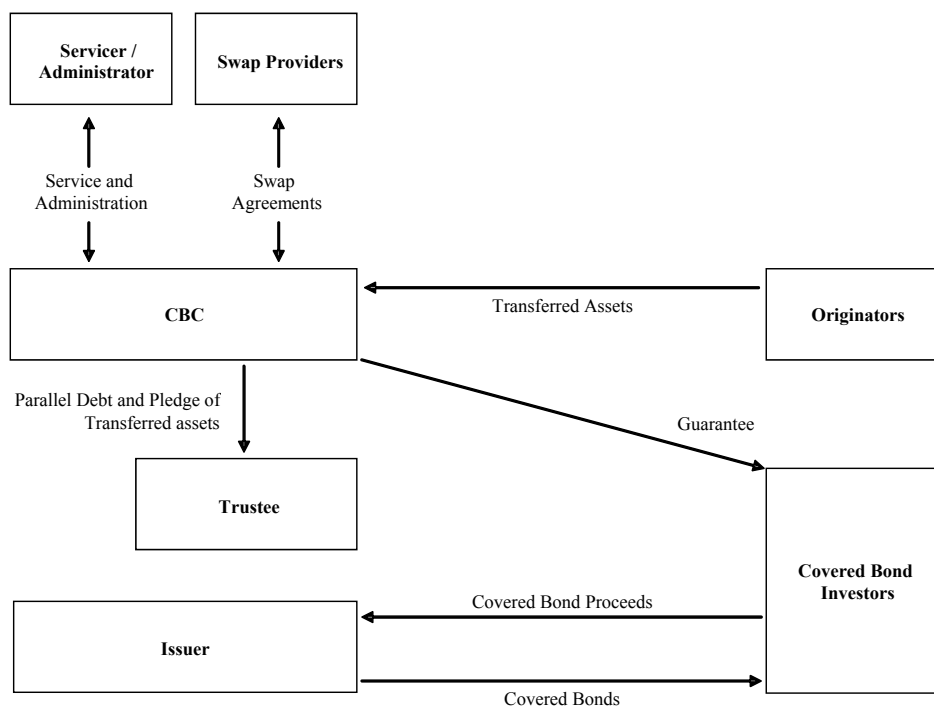 Servicer /
Administrator
Swap Providers
Service and
Administration
Swap
Agreements
CBC
Transferred Assets
Originators
Parallel Debt and Pledge of
Transferred assets
Guarantee
Trustee
Covered Bond
Investors
Covered Bond Proceeds
Issuer
Covered Bonds